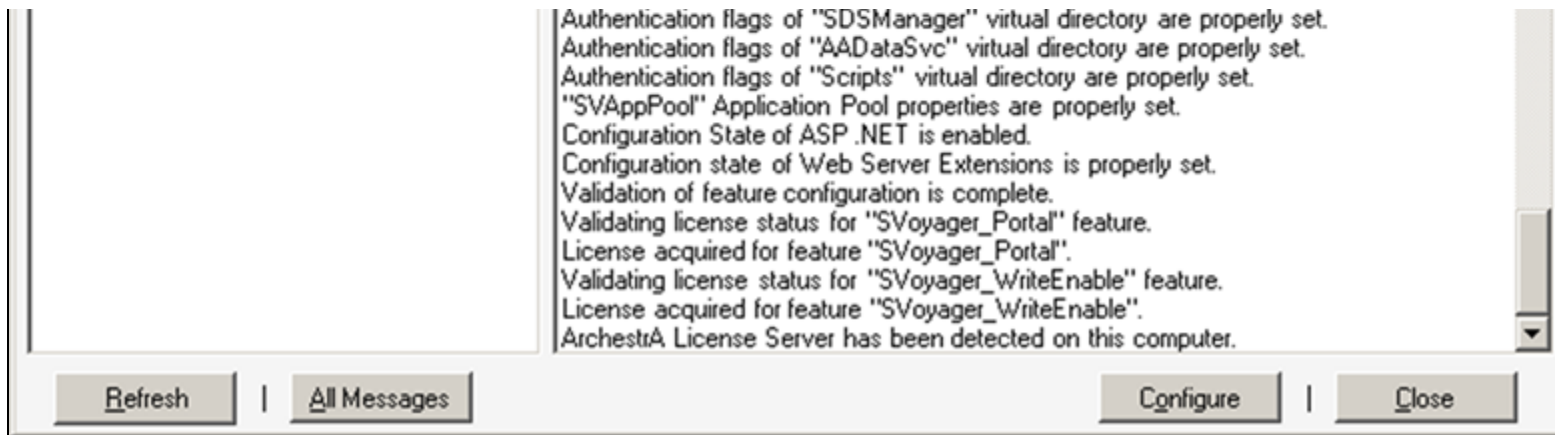 Authentication flags of "SDSManager" virtual directory are properly set.
Authentication flags of "AADataSvc" virtual directory are properly set.
Authentication flags of "Scripts" virtual directory are properly set.
"SVAppPool" Application Pool properties are properly set.
Configuration State of ASP .NET is enabled.
Configuration state of Web Server Extensions is properly set.
Validation of feature configuration is complete.
Validating license status for "SVoyager_Portal" feature.
License acquired for feature "SVoyager_Portal".
Validating license status for "SVoyager_WriteEnable" feature.
License acquired for feature "SVoyager_WriteEnable".
ArchestrA License Server has been detected on this computer.
Refresh | All Messages Configure | Close